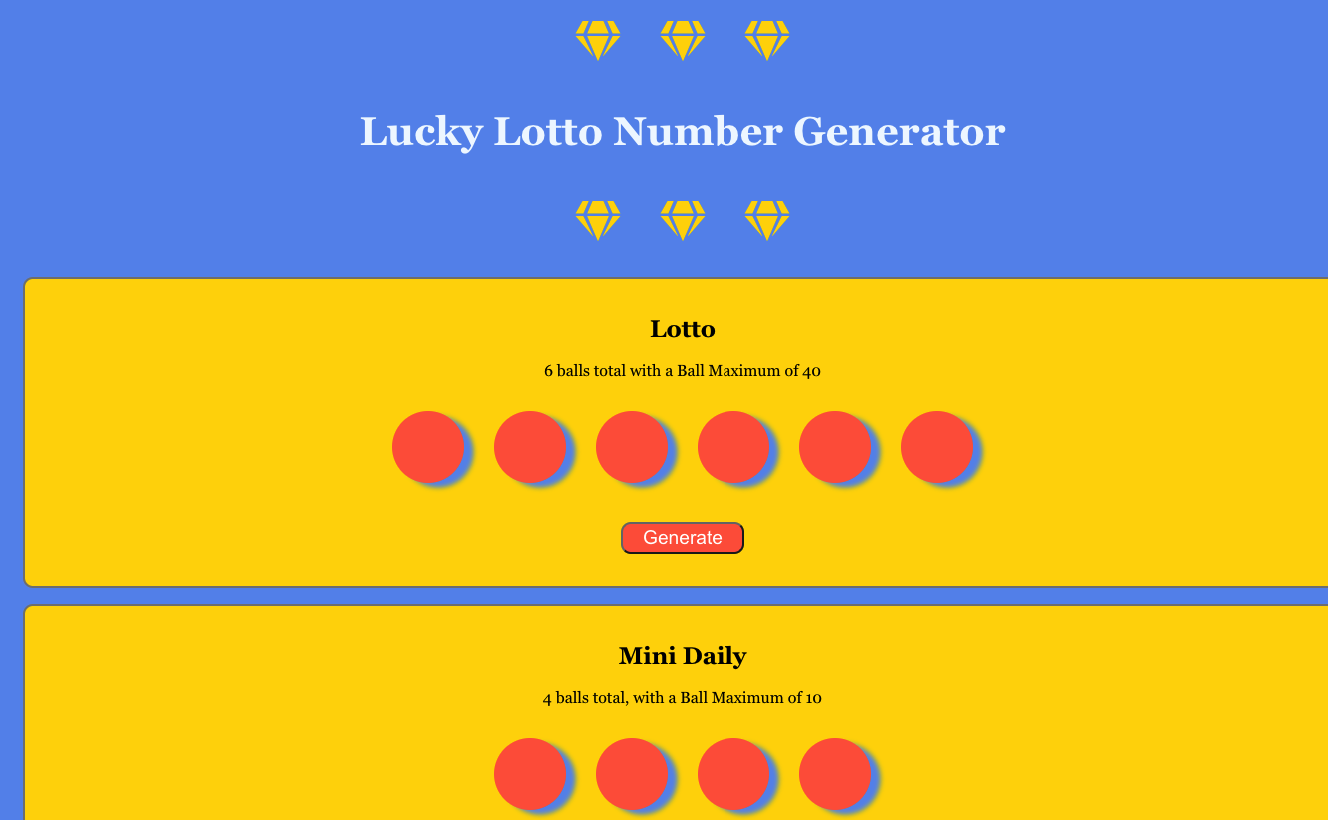 Lucky Lotto Number Generator
Lotto
6 balls total with a Ball Maximum of 40
Generate
Mini Daily
4 balls total, with a Ball Maximum of 10